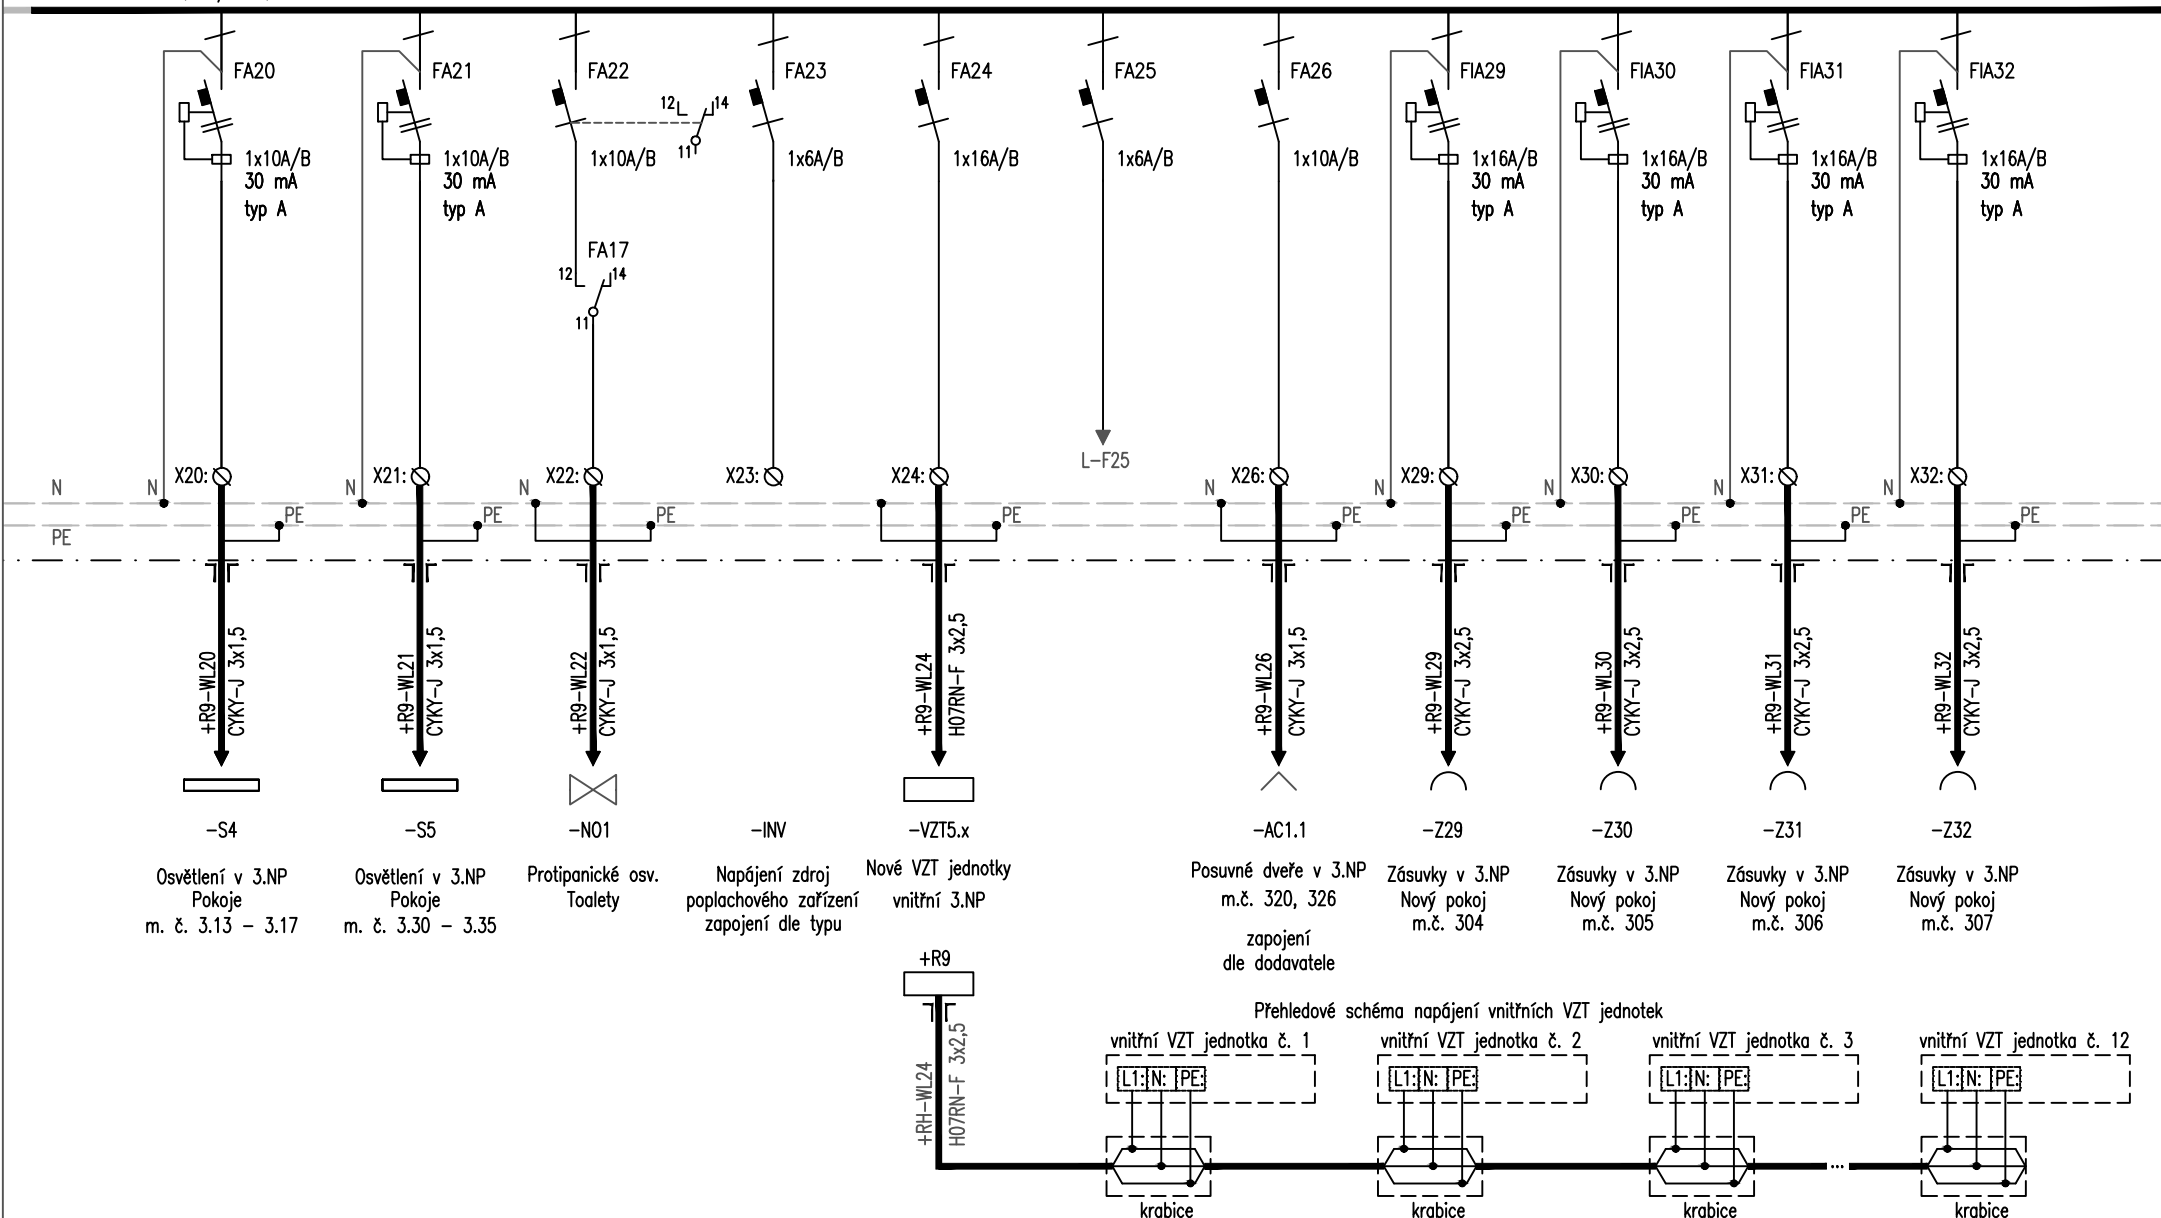 FA20
FA21
FA22
FA23
FA24
FA25
FA26
FIA29
FIA30
FIA31
FIA32
12
14
11
1x10A/B
30 mA
typ A
1x10A/B
30 mA
typ A
1x10A/B
1x6A/B
1x16A/B
1x6A/B
1x10A/B
1x16A/B
30 mA
typ A
1x16A/B
30 mA
typ A
1x16A/B
30 mA
typ A
1x16A/B
30 mA
typ A
FA17
12
14
11
L-F25
X20:
X21:
X22:
X23:
X24:
X26:
X29:
X30:
X31:
X32:
N
N
N
N
N
N
N
N
N
PE
PE
PE
PE
PE
PE
PE
PE
PE
PE
+R9-WL20
CYKY-J 3x1,5
+R9-WL21
CYKY-J 3x1,5
+R9-WL22
CYKY-J 3x1,5
+R9-WL24
H07RN-F 3x2,5
+R9-WL26
CYKY-J 3x1,5
+R9-WL29
CYKY-J 3x2,5
+R9-WL30
CYKY-J 3x2,5
+R9-WL31
CYKY-J 3x2,5
+R9-WL32
CYKY-J 3x2,5
-S4
Osvětlení v 3.NP
Pokoje
m. č. 3.13 - 3.17
-S5
Osvětlení v 3.NP
Pokoje
m. č. 3.30 - 3.35
-NO1
Protipanické osv.
Toalety
-INV
Napájení zdroj
poplachového zařízení
zapojení dle typu
-VZT5.x
Nové VZT jednotky
vnitřní 3.NP
-AC1.1
Posuvné dveře v 3.NP
m.č. 320, 326
zapojení
dle dodavatele
-Z29
Zásuvky v 3.NP
Nový pokoj
m.č. 304
-Z30
Zásuvky v 3.NP
Nový pokoj
m.č. 305
-Z31
Zásuvky v 3.NP
Nový pokoj
m.č. 306
-Z32
Zásuvky v 3.NP
Nový pokoj
m.č. 307
+R9
+RH-WL24
H07RN-F 3x2,5
Přehledové schéma napájení vnitřních VZT jednotek
vnitřní VZT jednotka č. 1
L1: N: PE:
krabice
vnitřní VZT jednotka č. 2
L1: N: PE:
krabice
vnitřní VZT jednotka č. 3
L1: N: PE:
krabice
...
vnitřní VZT jednotka č. 12
L1: N: PE:
krabice